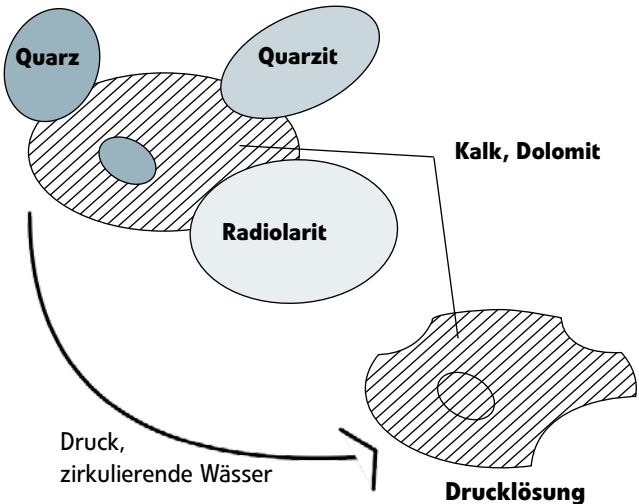 Quarz
Quarzit
Kalk, Dolomit
Radiolarit
Druck,
zirkulierende Wässer
Drucklösung